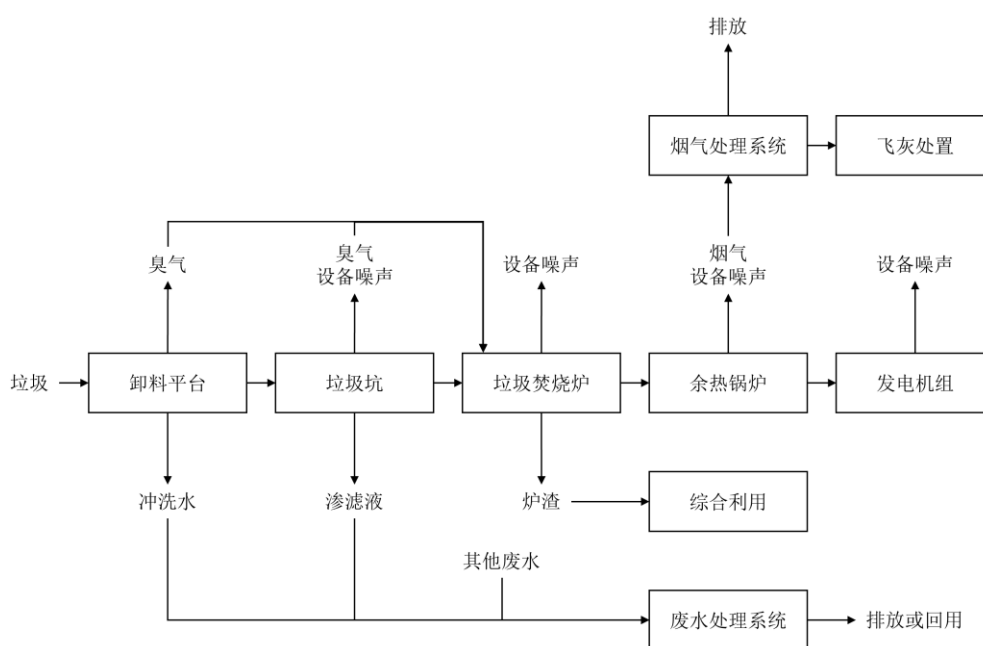 排放
烟气处理系统
飞灰处置
臭气
臭气
设备噪声
设备噪声
烟气
设备噪声
设备噪声
垃圾
卸料平台
垃圾坑
垃圾焚烧炉
余热锅炉
发电机组
冲洗水
渗滤液
炉渣
综合利用
其他废水
废水处理系统
排放或回用